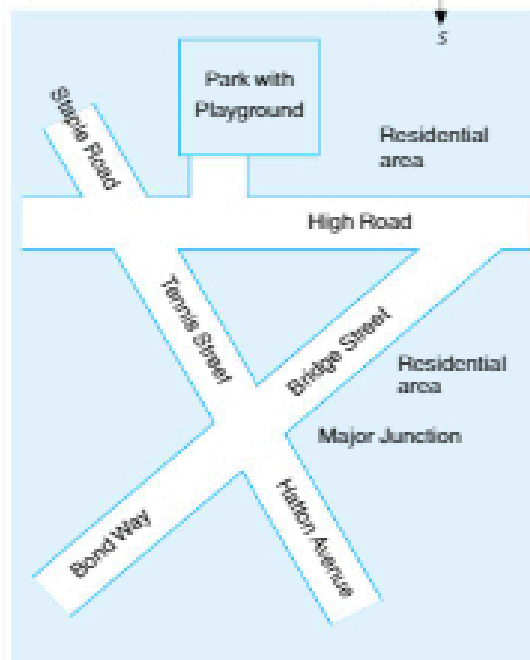 S
Park with
Playground
Staple Road
Residential
area
High Road
Tennis Street
Bridge Street
Residential
area
Major Junction
Bond Way
Hatton Avenue